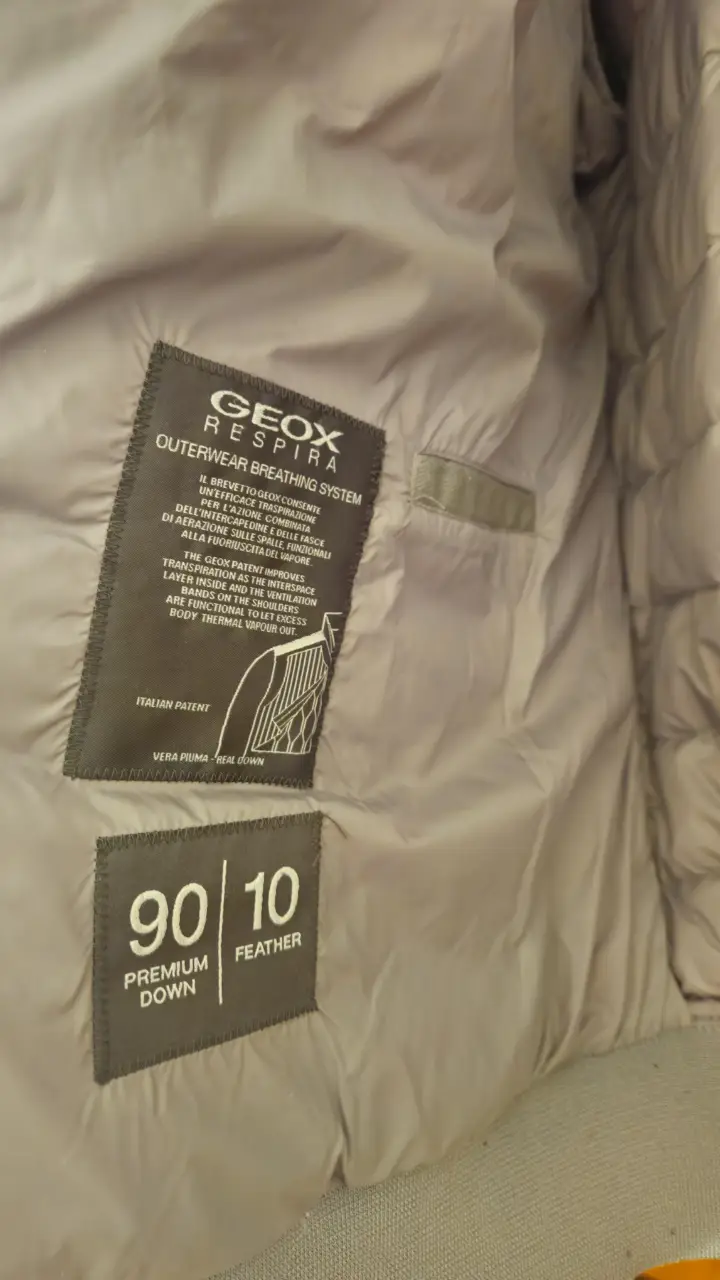 GEOX
RESPIRA
OUTERWEAR BREATHING SYSTEM
IL BREVETTO GEOX CONSENTE
UN'EFFICACE TRASPIRAZIONE
PER L'AZIONE COMBINATA
DELL'INTERCAPEDINE E DELLE FASCE
DI AERAZIONE SULLE SPALLE, FUNZIONALI
ALLA FUORIUSCITA DEL VAPORE.
THE GEOX PATENT IMPROVES
TRANSPIRATION AS THE INTERSPACE
LAYER INSIDE AND THE VENTILATION
BANDS ON THE SHOULDERS
ARE FUNCTIONAL TO LET EXCESS
BODY THERMAL VAPOUR OUT.
ITALIAN PATENT
VERA PIUMA - REAL DOWN
90
PREMIUM
DOWN
10
FEATHER